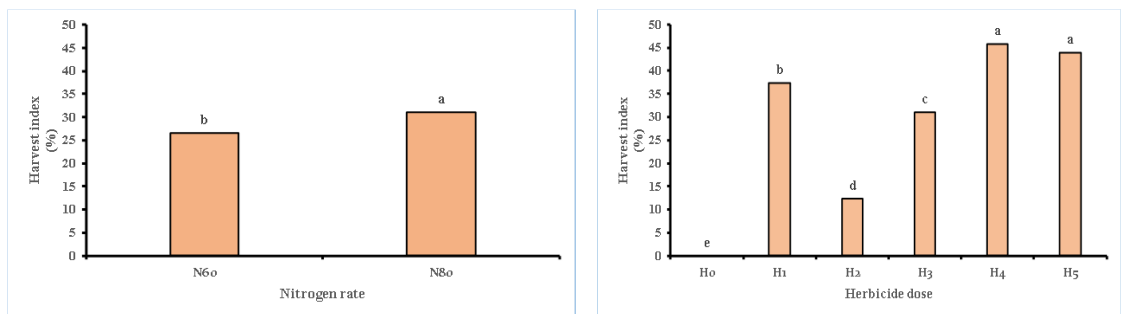 50
45
40
35
30
25
20
15
10
5
0
Harvest index
(%)
b
a
N60
N80
Nitrogen rate
50
45
40
35
30
25
20
15
10
5
0
Harvest index
(%)
e
b
d
c
a
a
H0
H1
H2
H3
H4
H5
Herbicide dose